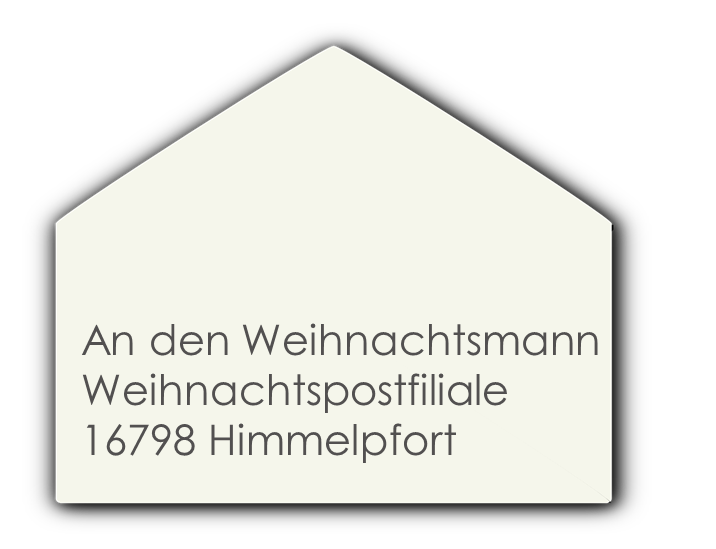 An den Weihnachtsmann
Weihnachtspostfiliale
16798 Himmelpfort